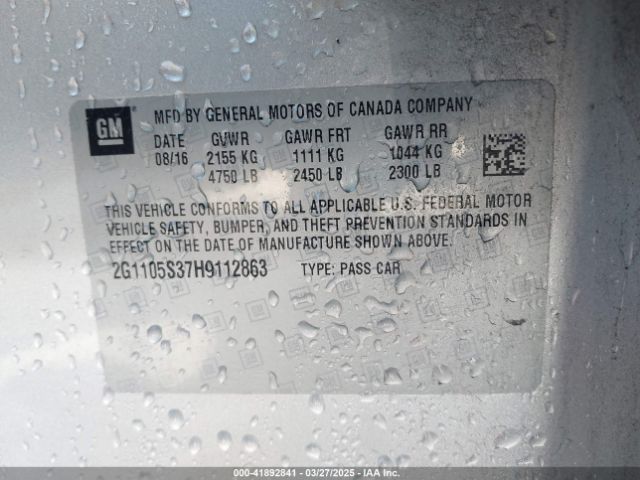 GM
MFD BY GENERAL MOTORS OF CANADA COMPANY
DATE GVWR GAWR FRT GAWR RR
08/16 2155 KG 1111 KG 1044 KG
4750 LB 2450 LB 2300 LB
THIS VEHICLE CONFORMS TO ALL APPLICABLE U.S. FEDERAL MOTOR
VEHICLE SAFETY, BUMPER, AND THEFT PREVENTION STANDARDS IN
EFFECT ON THE DATE OF MANUFACTURE SHOWN ABOVE.
2G1105S37H9112863 TYPE: PASS CAR
000-41892841 - 03/27/2025 - IAA Inc.